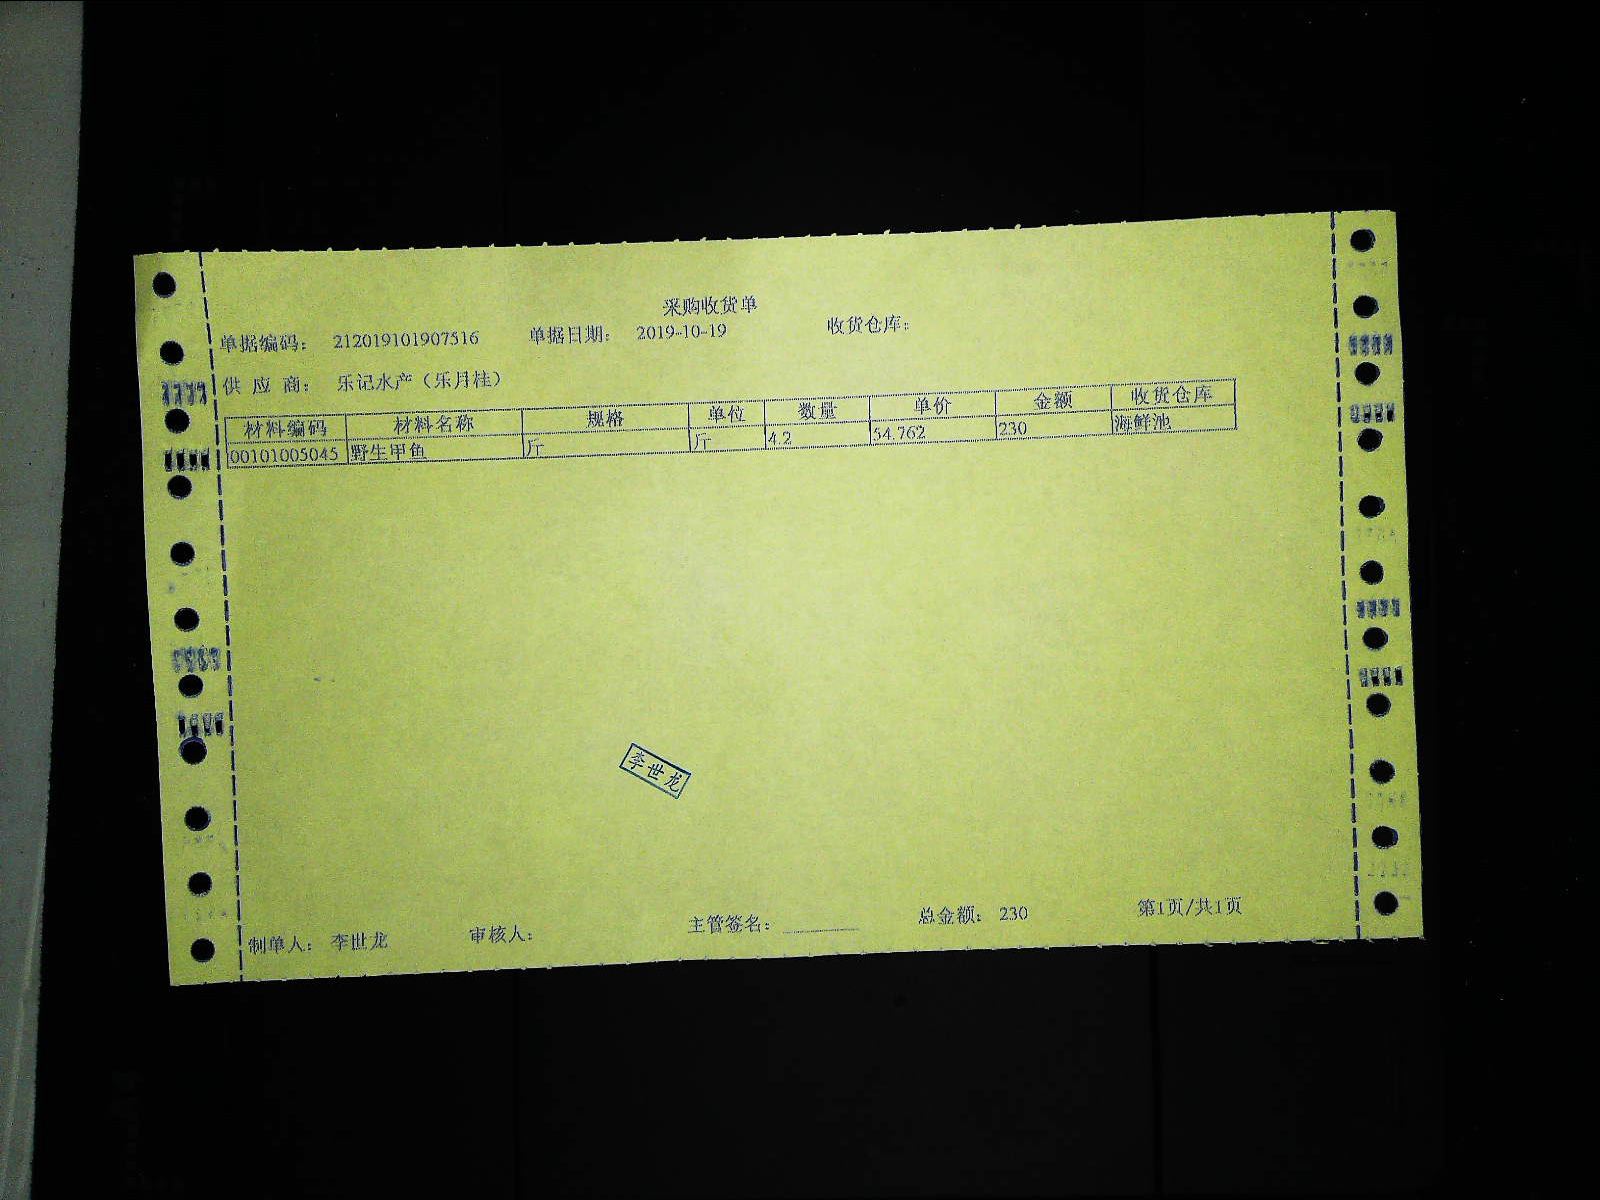 采购收货单
单据编码: 212019101907516 单据日期: 2019-10-19 收货仓库:
供 应 商: 乐记水产(乐月桂)
材料编码 材料名称 规格 单位 数量 单价 金额 收货仓库
00101005045 野生甲鱼 斤 斤 4.2 54.762 230 海鲜池
李世龙
制单人: 李世龙 审核人: 主管签名: ________ 总金额: 230 第1页/共1页